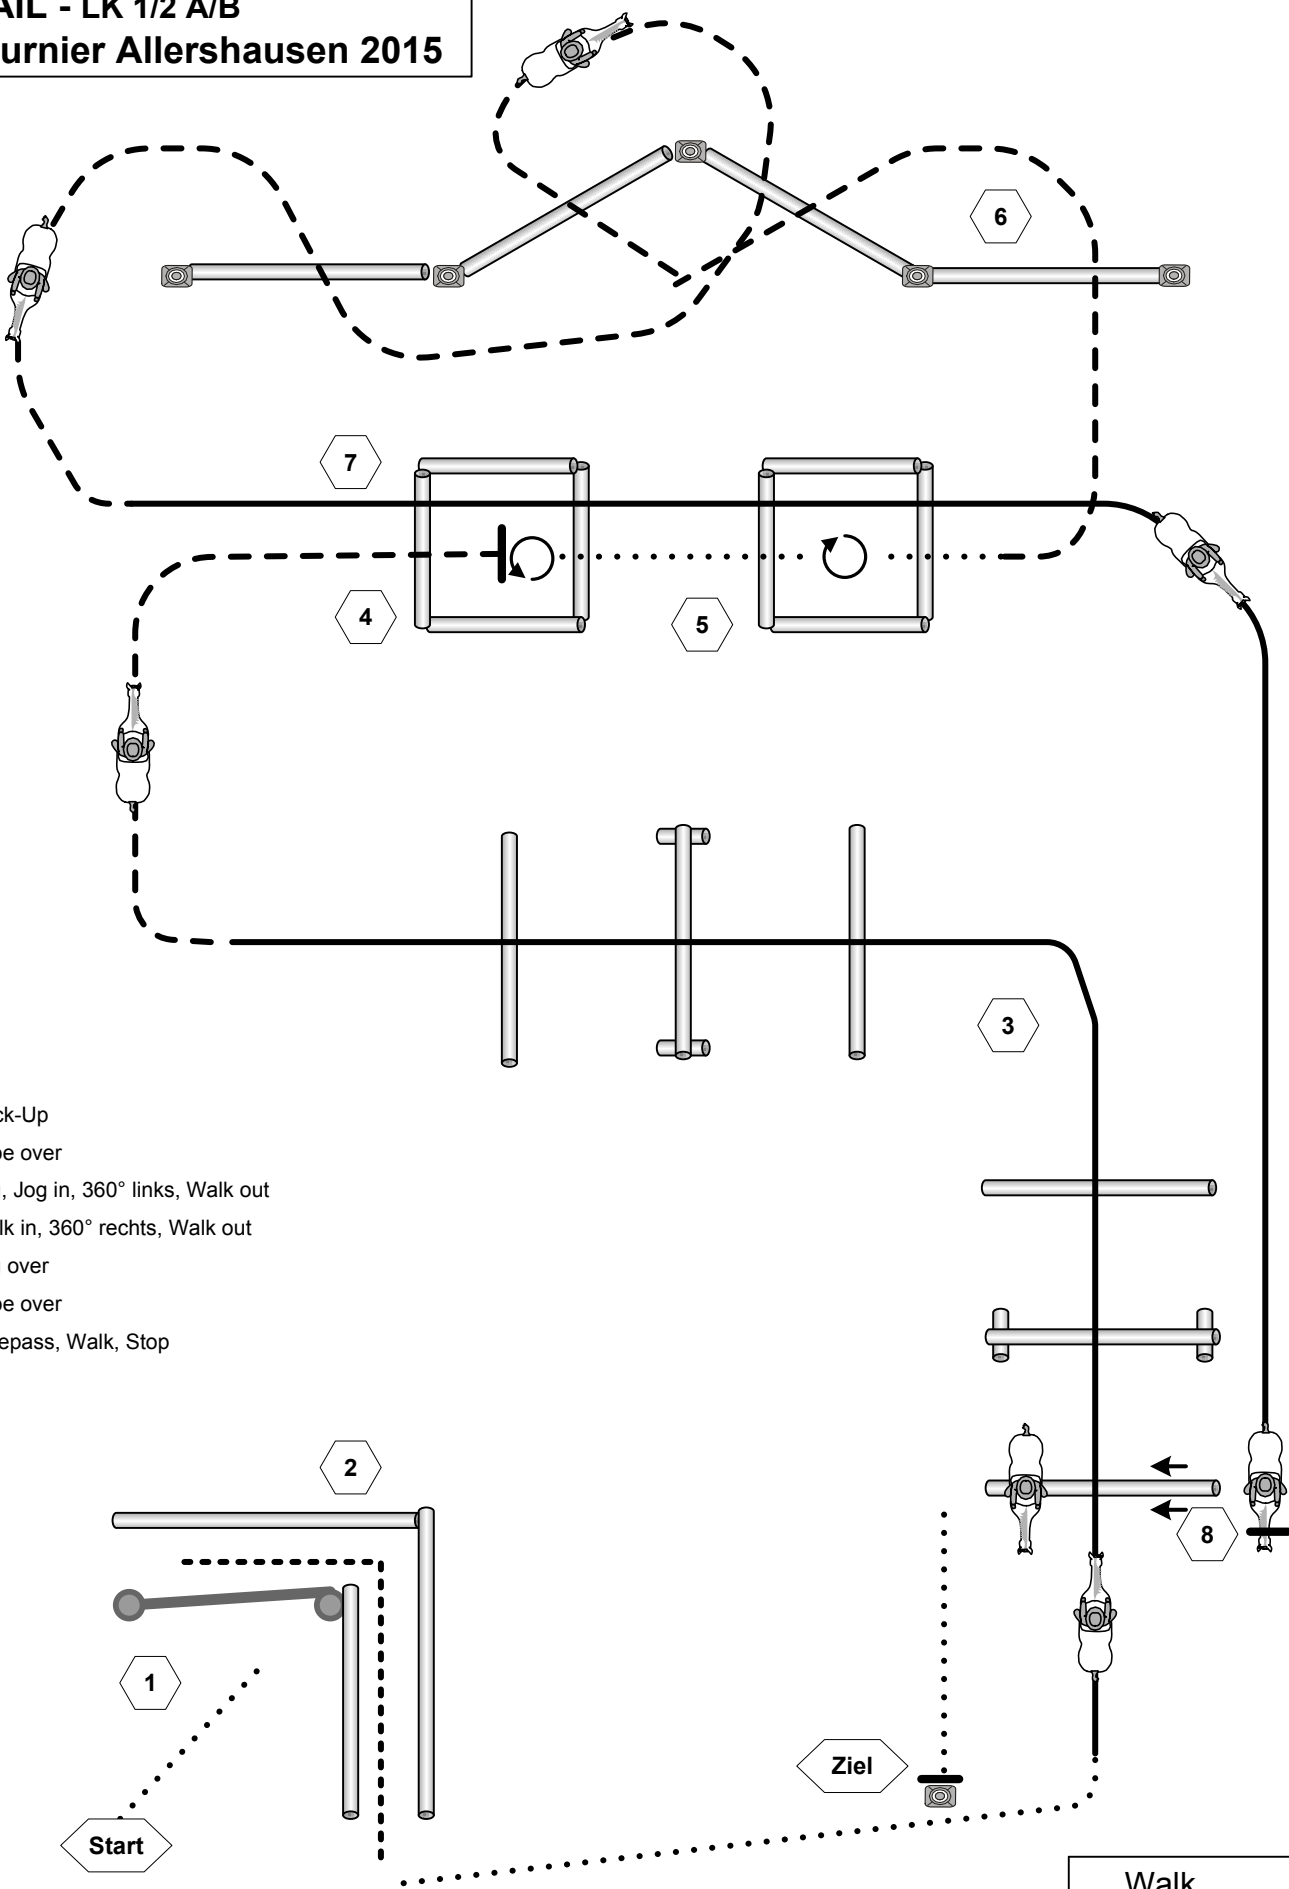 AIL - LK 1/2 A/B
urnier Allershausen 2015
6
7
4
5
3
ck-Up
pe over
, Jog in, 360° links, Walk out
lk in, 360° rechts, Walk out
over
pe over
epass, Walk, Stop
2
8
1
Ziel
Start
Walk